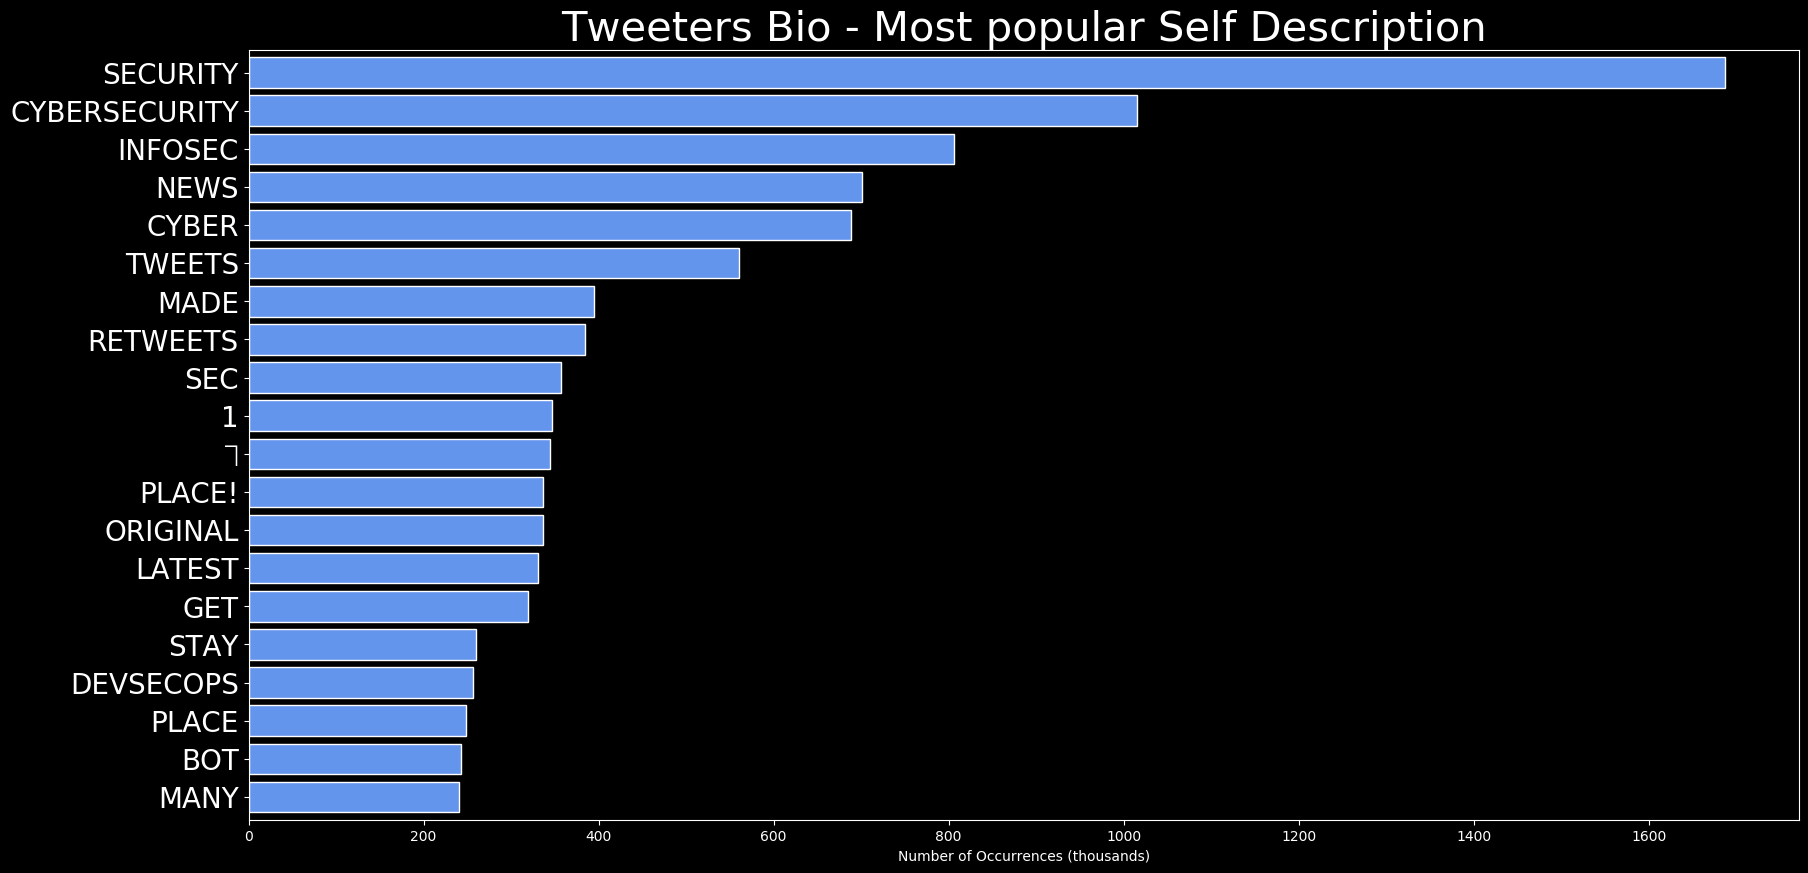 Tweeters Bio - Most popular Self Description
SECURITY
CYBERSECURITY
INFOSEC
NEWS
CYBER
TWEETS
MADE
RETWEETS
SEC
1
PLACE!
ORIGINAL
LATEST
GET
STAY
DEVSECOPS
PLACE
BOT
MANY
0 200 400 600 800 1000 1200 1400 1600
Number of Occurrences (thousands)